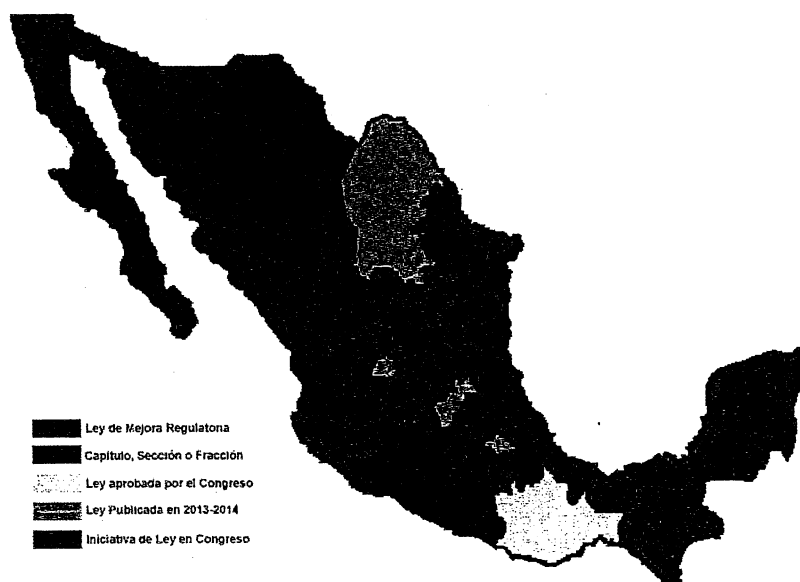 Ley de Mejora Regulatoria
Capítulo, Sección o Fracción
Ley aprobada por el Congreso
Ley Publicada en 2013-2014
Iniciativa de Ley en Congreso